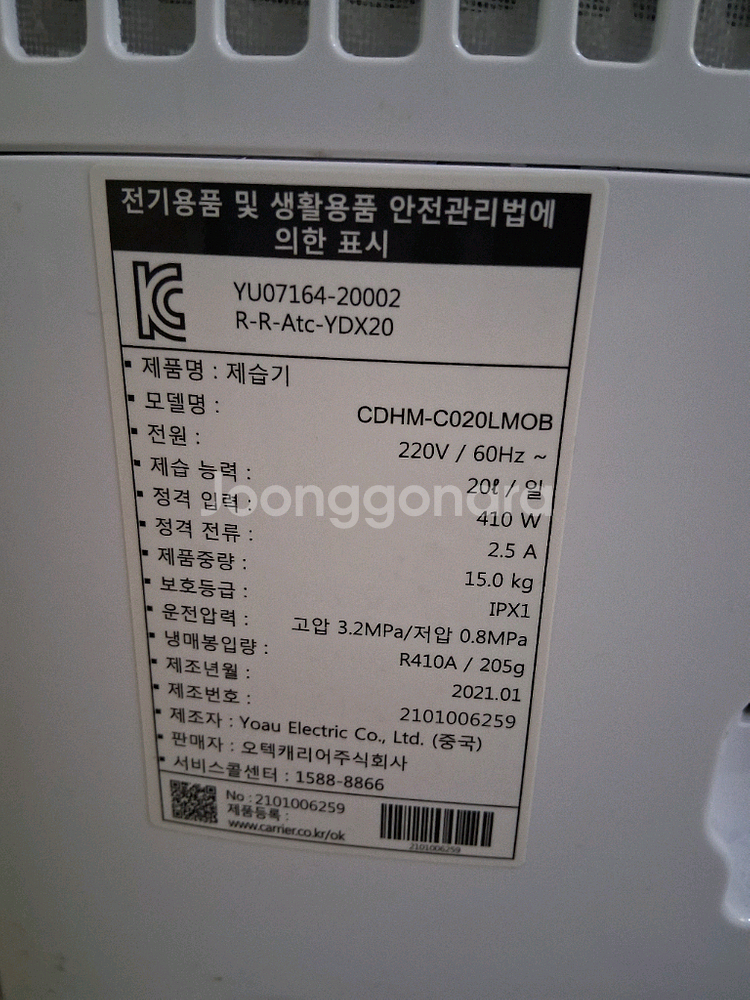 전기용품 및 생활용품 안전관리법에
의한 표시
YU07164-20002
R-R-Atc-YDX20
제품명 : 제습기
모델명 : CDHM-C020LMOB
전원 : 220V / 60Hz ~
제습 능력 : 20ℓ / 일
정격 입력 : 410 W
정격 전류 : 2.5 A
제품중량 : 15.0 kg
보호등급 : IPX1
운전압력 : 고압 3.2MPa/저압 0.8MPa
냉매봉입량 : R410A / 205g
제조년월 : 2021.01
제조번호 : 2101006259
제조자 : Yoau Electric Co., Ltd. (중국)
판매자 : 오텍캐리어주식회사
서비스콜센터 : 1588-8866
No : 2101006259
제품등록 :
www.carrier.co.kr/ok
2101006259
Joonggonara